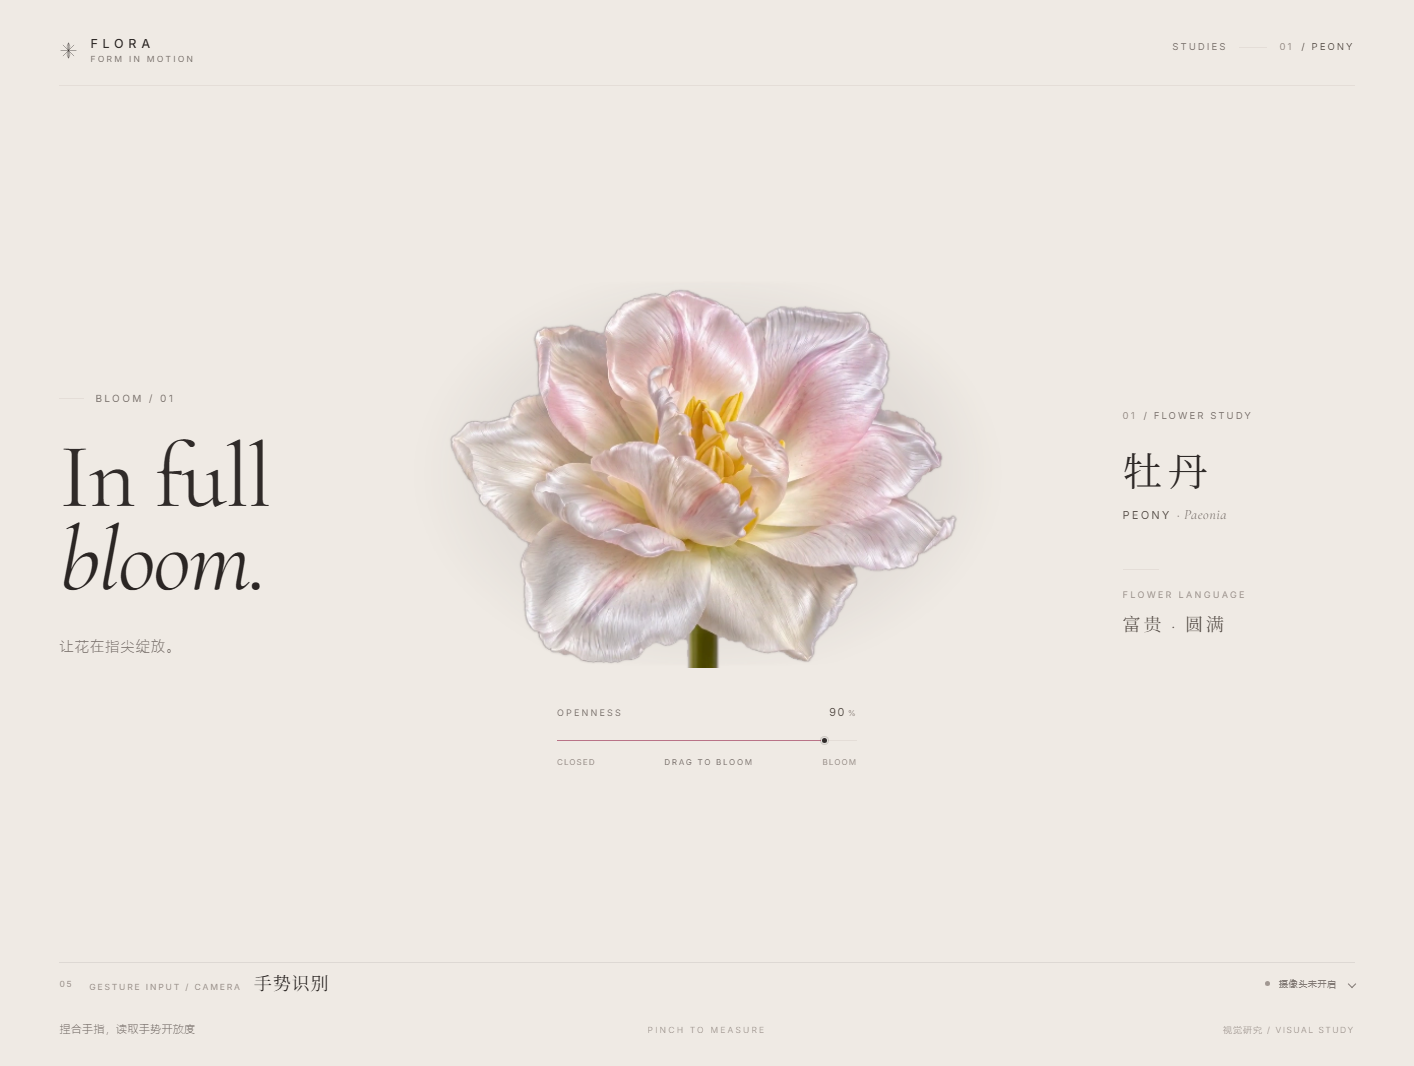 FLORA
FORM IN MOTION
STUDIES 01 / PEONY
BLOOM / 01
In full
bloom.
让花在指尖绽放。
01 / FLOWER STUDY
牡丹
PEONY · Paeonia
FLOWER LANGUAGE
富贵 · 圆满
OPENNESS 90 %
CLOSED DRAG TO BLOOM BLOOM
05 GESTURE INPUT / CAMERA 手势识别
摄像头未开启
捏合手指，读取手势开放度
PINCH TO MEASURE
视觉研究 / VISUAL STUDY